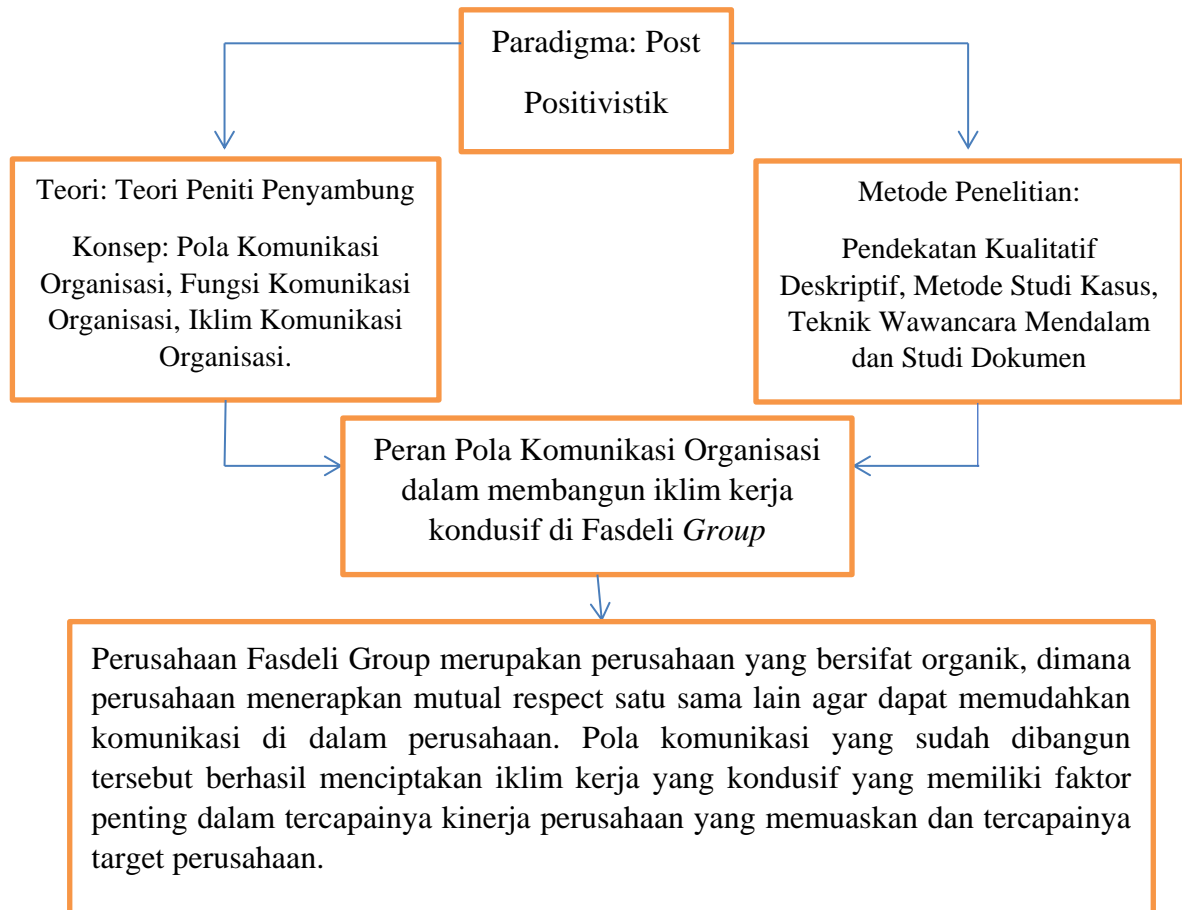 Paradigma: Post
Positivistik
Teori: Teori Peniti Penyambung
Konsep: Pola Komunikasi
Organisasi, Fungsi Komunikasi
Organisasi, Iklim Komunikasi
Organisasi.
Metode Penelitian:
Pendekatan Kualitatif
Deskriptif, Metode Studi Kasus,
Teknik Wawancara Mendalam
dan Studi Dokumen
Peran Pola Komunikasi Organisasi
dalam membangun iklim kerja
kondusif di Fasdeli Group
Perusahaan Fasdeli Group merupakan perusahaan yang bersifat organik, dimana
perusahaan menerapkan mutual respect satu sama lain agar dapat memudahkan
komunikasi di dalam perusahaan. Pola komunikasi yang sudah dibangun
tersebut berhasil menciptakan iklim kerja yang kondusif yang memiliki faktor
penting dalam tercapainya kinerja perusahaan yang memuaskan dan tercapainya
target perusahaan.